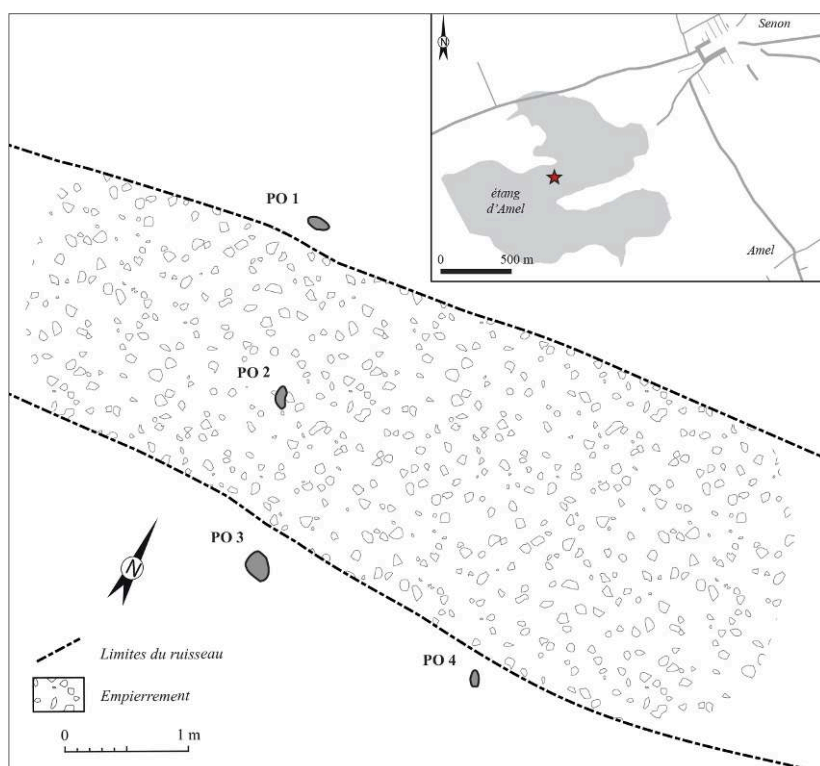 N
Senon
étang
d'Amel
Amel
0
500 m
PO 1
PO 2
PO 3
N
PO 4
Limites du ruisseau
Empierrement
0
1 m